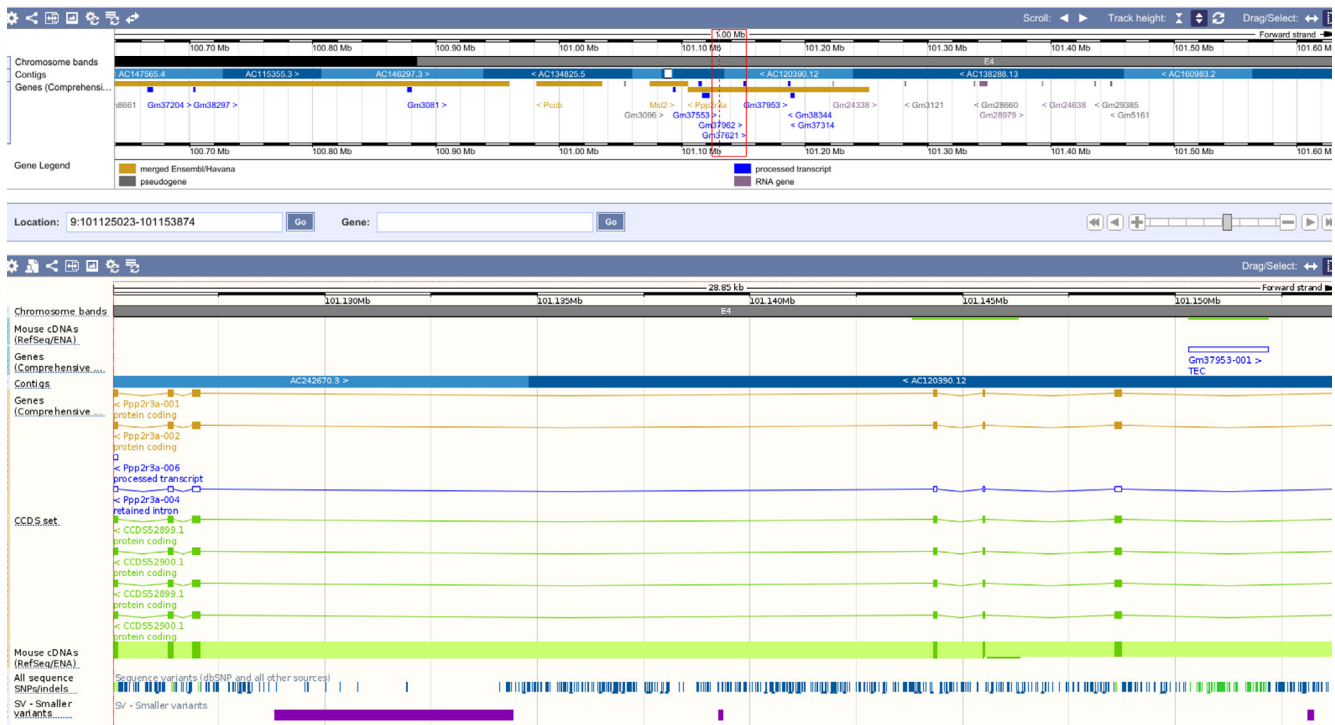 Scroll: Track height: Drag/Select:
1.00 Mb Forward strand
100.70 Mb 100.80 Mb 100.90 Mb 101.00 Mb 101.10 Mb 101.20 Mb 101.30 Mb 101.40 Mb 101.50 Mb 101.60 M
Chromosome bands E4
Contigs AC147565.4 AC115355.3 > AC146297.3 > < AC134825.5 < AC120390.12 < AC138288.13 < AC160983.2
Genes (Comprehensi...
18661 Gm37204 > Gm38297 > Gm3081 > < Pccb Msl2 > < Ppp2r3a Gm37953 > Gm24338 > < Gm3121 < Gm28660 < Gm24638 < Gm29385
Gm3096 > Gm37553 > < Gm38344 Gm28979 > < Gm5161
Gm37962 > < Gm37314
Gm37621 >
100.70 Mb 100.80 Mb 100.90 Mb 101.00 Mb 101.10 Mb 101.20 Mb 101.30 Mb 101.40 Mb 101.50 Mb 101.60 M
Gene Legend merged Ensembl/Havana processed transcript
pseudogene RNA gene
Location: 9:101125023-101153874 Go Gene: Go
Drag/Select:
28.85 kb Forward strand
101.130Mb 101.135Mb 101.140Mb 101.145Mb 101.150Mb
Chromosome bands E4
Mouse cDNAs
(RefSeq/ENA)
Genes
(Comprehensive ...
Gm37953-001 >
TEC
Contigs AC242670.3 > < AC120390.12
Genes
(Comprehensive ...
< Ppp2r3a-001
protein coding
< Ppp2r3a-002
protein coding
< Ppp2r3a-006
processed transcript
< Ppp2r3a-004
retained intron
CCDS set
< CCDS52899.1
protein coding
< CCDS52900.1
protein coding
< CCDS52899.1
protein coding
< CCDS52900.1
protein coding
Mouse cDNAs
(RefSeq/ENA)
All sequence
SNPs/indels
Sequence variants (dbSNP and all other sources)
SV - Smaller
variants
SV - Smaller variants